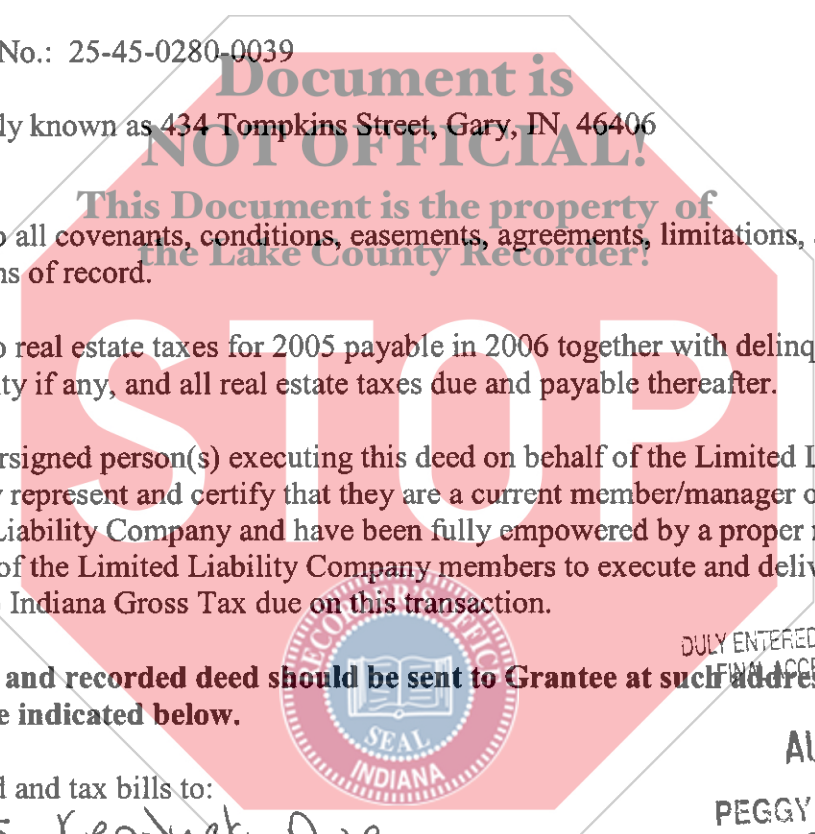 No.: 25-45-0280-0039
Document is
ly known as 434 Tompkins Street, Gary, IN 46406
NOT OFFICIAL!
This Document is the property of
o all covenants, conditions, easements, agreements, limitations,
the Lake County Recorder!
ns of record.
STOP
o real estate taxes for 2005 payable in 2006 together with delinq
ty if any, and all real estate taxes due and payable thereafter.
rsigned person(s) executing this deed on behalf of the Limited L
y represent and certify that they are a current member/manager o
Liability Company and have been fully empowered by a proper
of the Limited Liability Company members to execute and deliv
Indiana Gross Tax due on this transaction.
RECORDER'S OFFICE
DULY ENTERED
FINAL ACCE
and recorded deed should be sent to Grantee at such addres
e indicated below.
SEAL
INDIANA
AU
d and tax bills to:
PEGGY